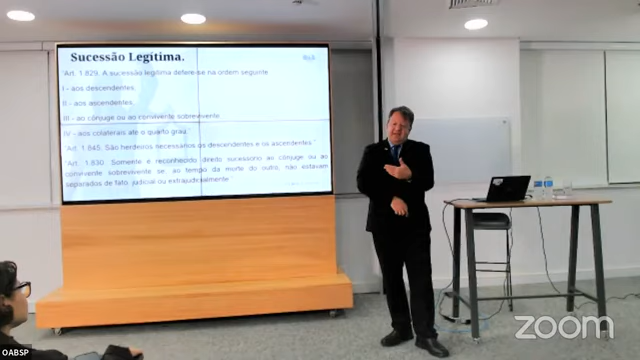 Sucessão Legítima.
"Art. 1.829. A sucessão legítima defere-se na ordem seguinte
I - aos descendentes;
II - aos ascendentes;
III - ao cônjuge ou ao convivente sobrevivente
IV - aos colaterais até o quarto grau."
"Art. 1.845. São herdeiros necessários os descendentes e os ascendentes."
"Art. 1.830. Somente é reconhecido direito sucessório ao cônjuge ou ao
convivente sobrevivente se, ao tempo da morte do outro, não estavam
separados de fato, judicial ou extrajudicialmente."
OABSP
zoom